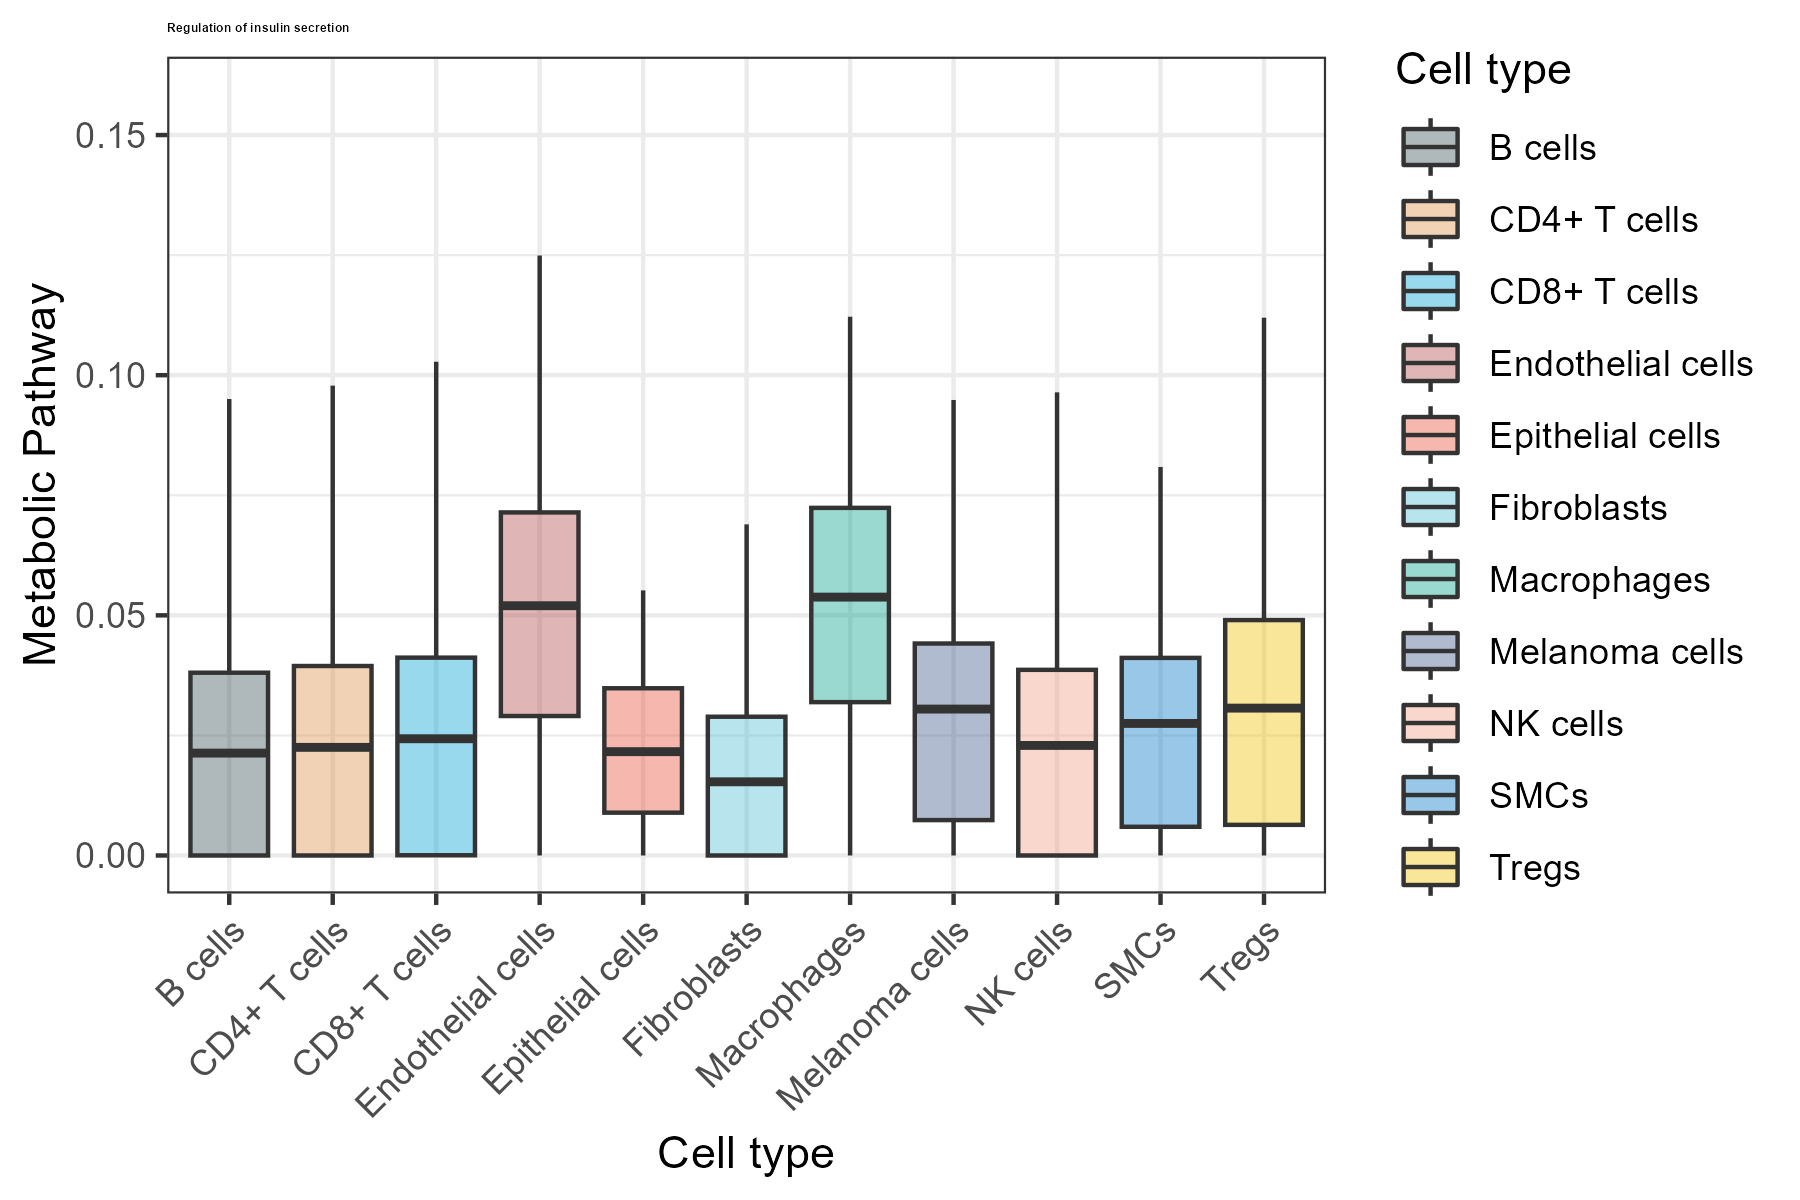 Regulation of insulin secretion
Metabolic Pathway
0.15
0.10
0.05
0.00
B cells
CD4+ T cells
CD8+ T cells
Endothelial cells
Epithelial cells
Fibroblasts
Macrophages
Melanoma cells
NK cells
SMCs
Tregs
Cell type
Cell type
B cells
CD4+ T cells
CD8+ T cells
Endothelial cells
Epithelial cells
Fibroblasts
Macrophages
Melanoma cells
NK cells
SMCs
Tregs